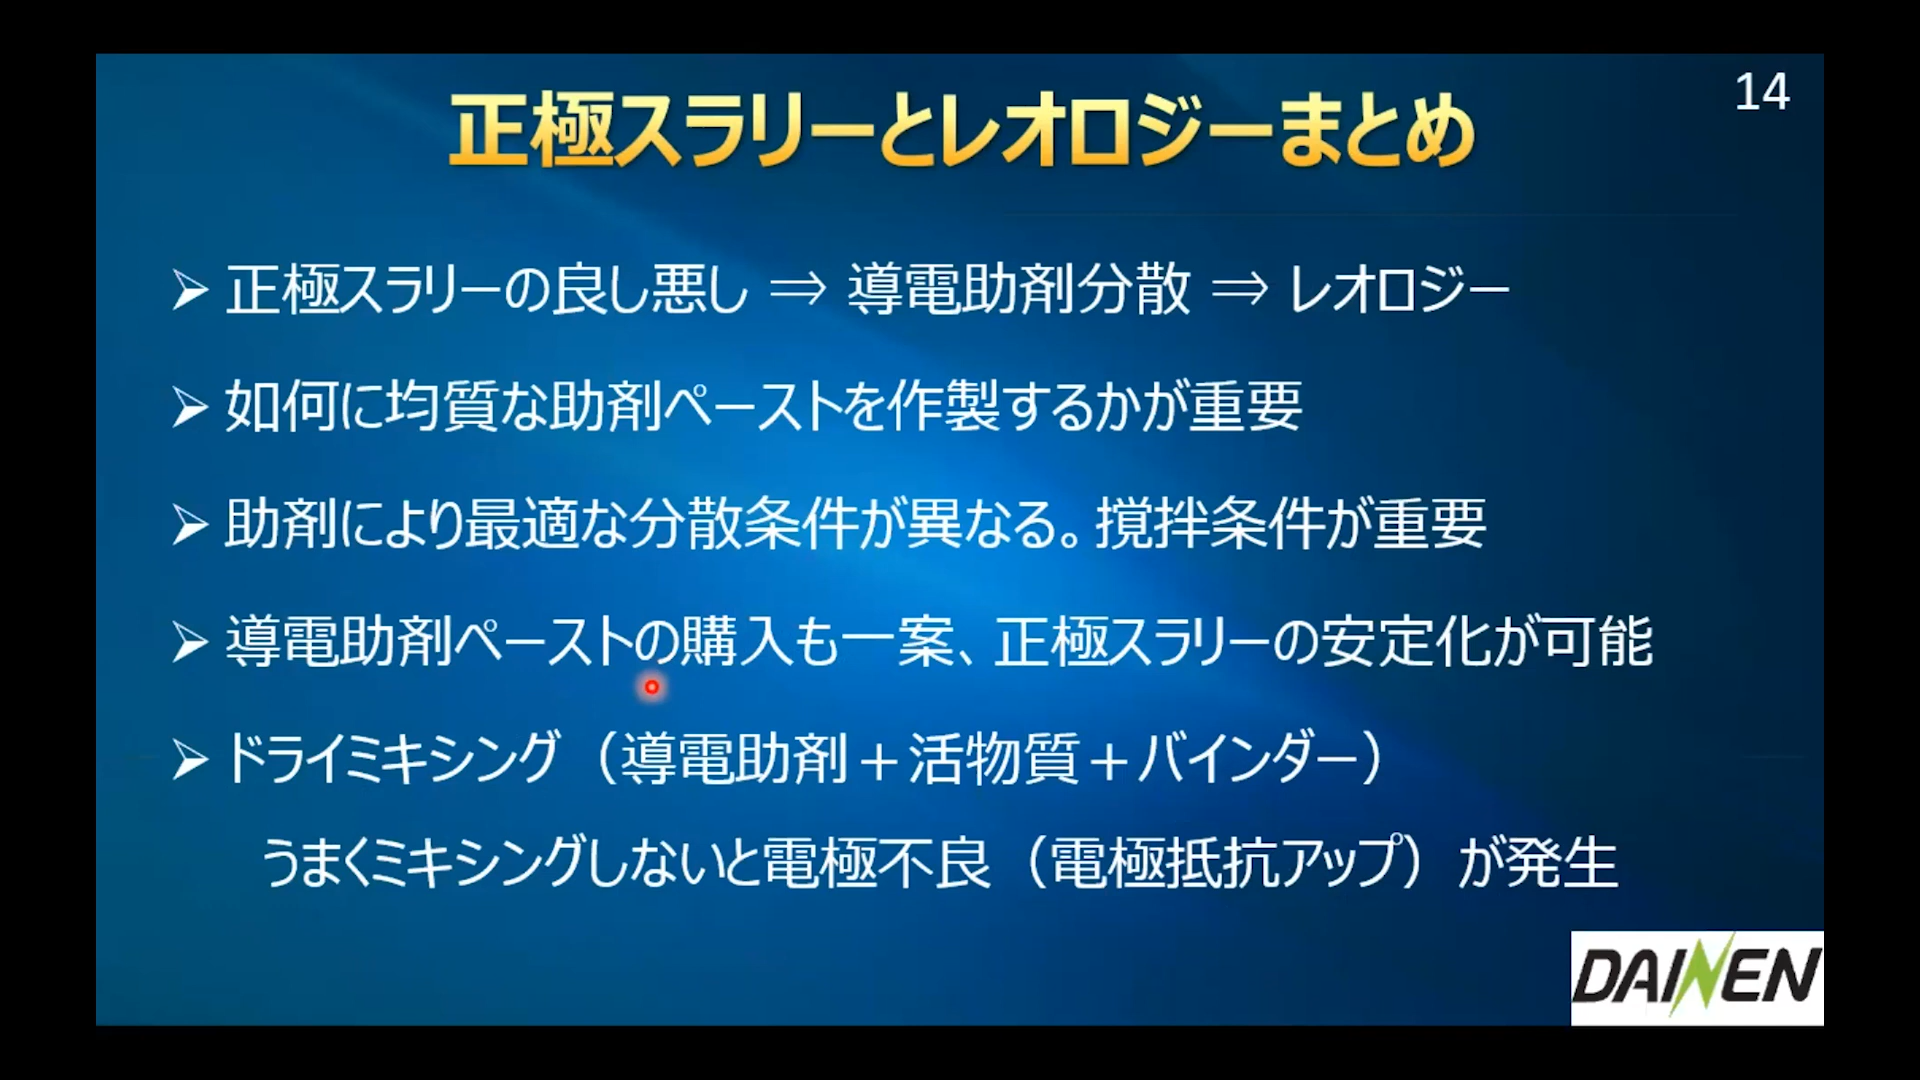 14
正極スラリーとレオロジーまとめ
➢ 正極スラリーの良し悪し ⇒ 導電助剤分散 ⇒ レオロジー
➢ 如何に均質な助剤ペーストを作製するかが重要
➢ 助剤により最適な分散条件が異なる。撹拌条件が重要
➢ 導電助剤ペーストの購入も一案、正極スラリーの安定化が可能
➢ ドライミキシング（導電助剤＋活物質＋バインダー）
うまくミキシングしないと電極不良（電極抵抗アップ）が発生
DAINEN